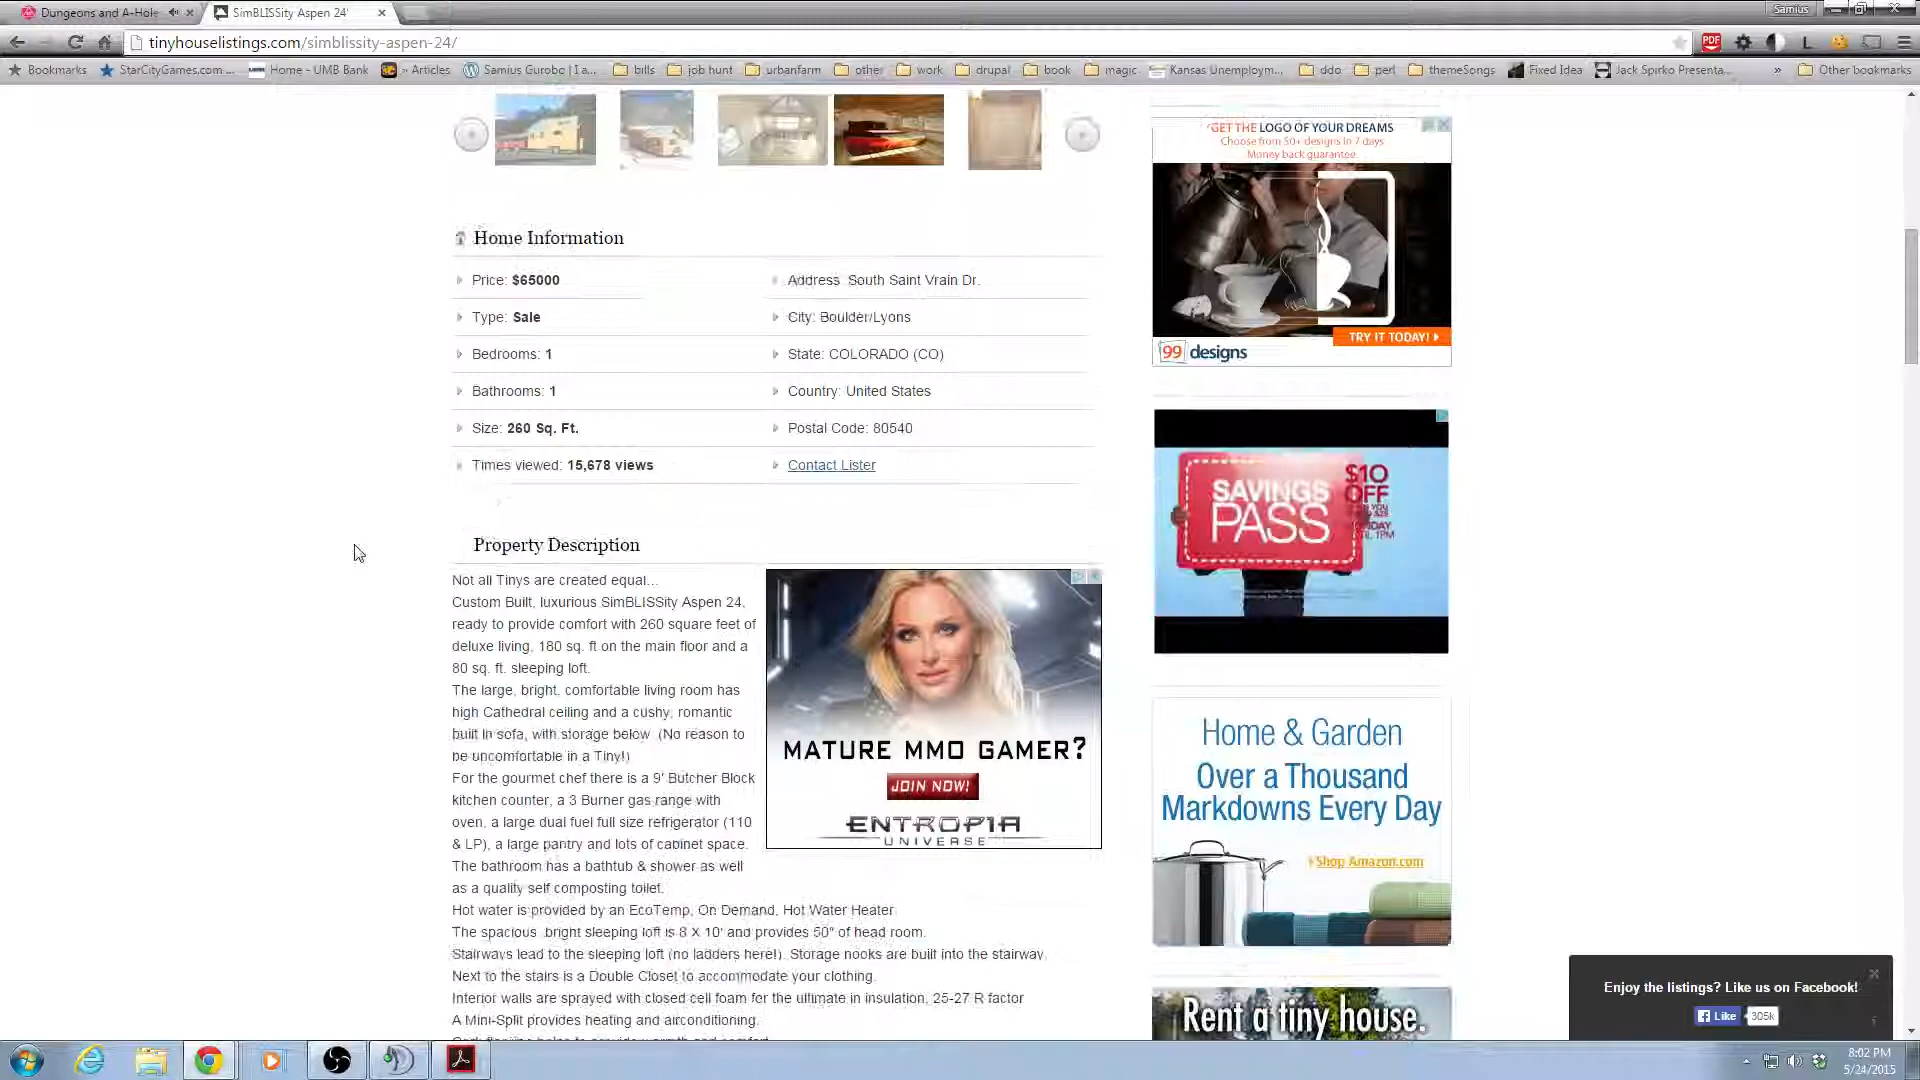 Dungeons and A-Hole
SimBLISSity Aspen 24'
Samius
tinyhouselistings.com/simblissity-aspen-24/
PDF
L
Bookmarks
StarCityGames.com ...
Home - UMB Bank
» Articles
Samius Gurobo | I a...
bills
job hunt
urbanfarm
other
work
drupal
book
magic
Kansas Unemploym...
ddo
perl
themeSongs
Fixed Idea
Jack Spirko Presenta...
»
Other bookmarks
Home Information
Price: $65000
Address South Saint Vrain Dr.
Type: Sale
City: Boulder/Lyons
Bedrooms: 1
State: COLORADO (CO)
Bathrooms: 1
Country: United States
Size: 260 Sq. Ft.
Postal Code: 80540
Times viewed: 15,678 views
Contact Lister
Property Description
Not all Tinys are created equal...
Custom Built, luxurious SimBLISSity Aspen 24,
ready to provide comfort with 260 square feet of
deluxe living, 180 sq. ft on the main floor and a
80 sq. ft. sleeping loft.
The large, bright, comfortable living room has
high Cathedral ceiling and a cushy, romantic
built in sofa, with storage below (No reason to
be uncomfortable in a Tiny!)
For the gourmet chef there is a 9' Butcher Block
kitchen counter, a 3 Burner gas range with
oven, a large dual fuel full size refrigerator (110
& LP), a large pantry and lots of cabinet space.
The bathroom has a bathtub & shower as well
as a quality self composting toilet.
Hot water is provided by an EcoTemp, On Demand, Hot Water Heater
The spacious bright sleeping loft is 8 X 10' and provides 50" of head room.
Stairways lead to the sleeping loft (no ladders here!). Storage nooks are built into the stairway.
Next to the stairs is a Double Closet to accommodate your clothing.
Interior walls are sprayed with closed cell foam for the ultimate in insulation, 25-27 R factor
A Mini-Split provides heating and airconditioning.
MATURE MMO GAMER?
JOIN NOW!
ENTROPIA
UNIVERSE
GET THE LOGO OF YOUR DREAMS
Choose from 50+ designs in 7 days
Money back guarantee.
TRY IT TODAY!
99 designs
SAVINGS
PASS
$10
OFF
Home & Garden
Over a Thousand
Markdowns Every Day
Shop Amazon.com
Rent a tiny house.
Enjoy the listings? Like us on Facebook!
Like
305k
8:02 PM
5/24/2015